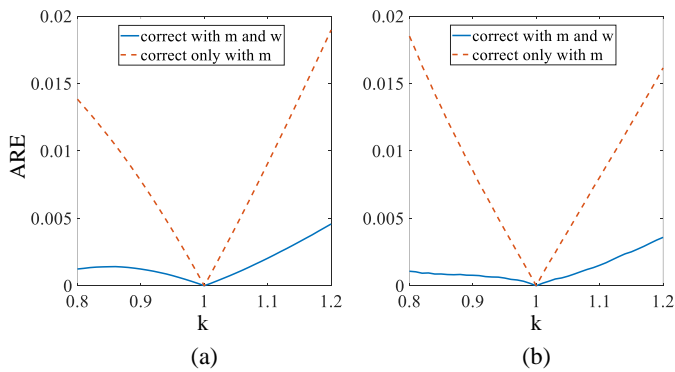 0.02
0.015
0.01
0.005
0
ARE
correct with m and w
correct only with m
0.8 0.9 1 1.1 1.2
k
(a)
0.02
0.015
0.01
0.005
0
correct with m and w
correct only with m
0.8 0.9 1 1.1 1.2
k
(b)